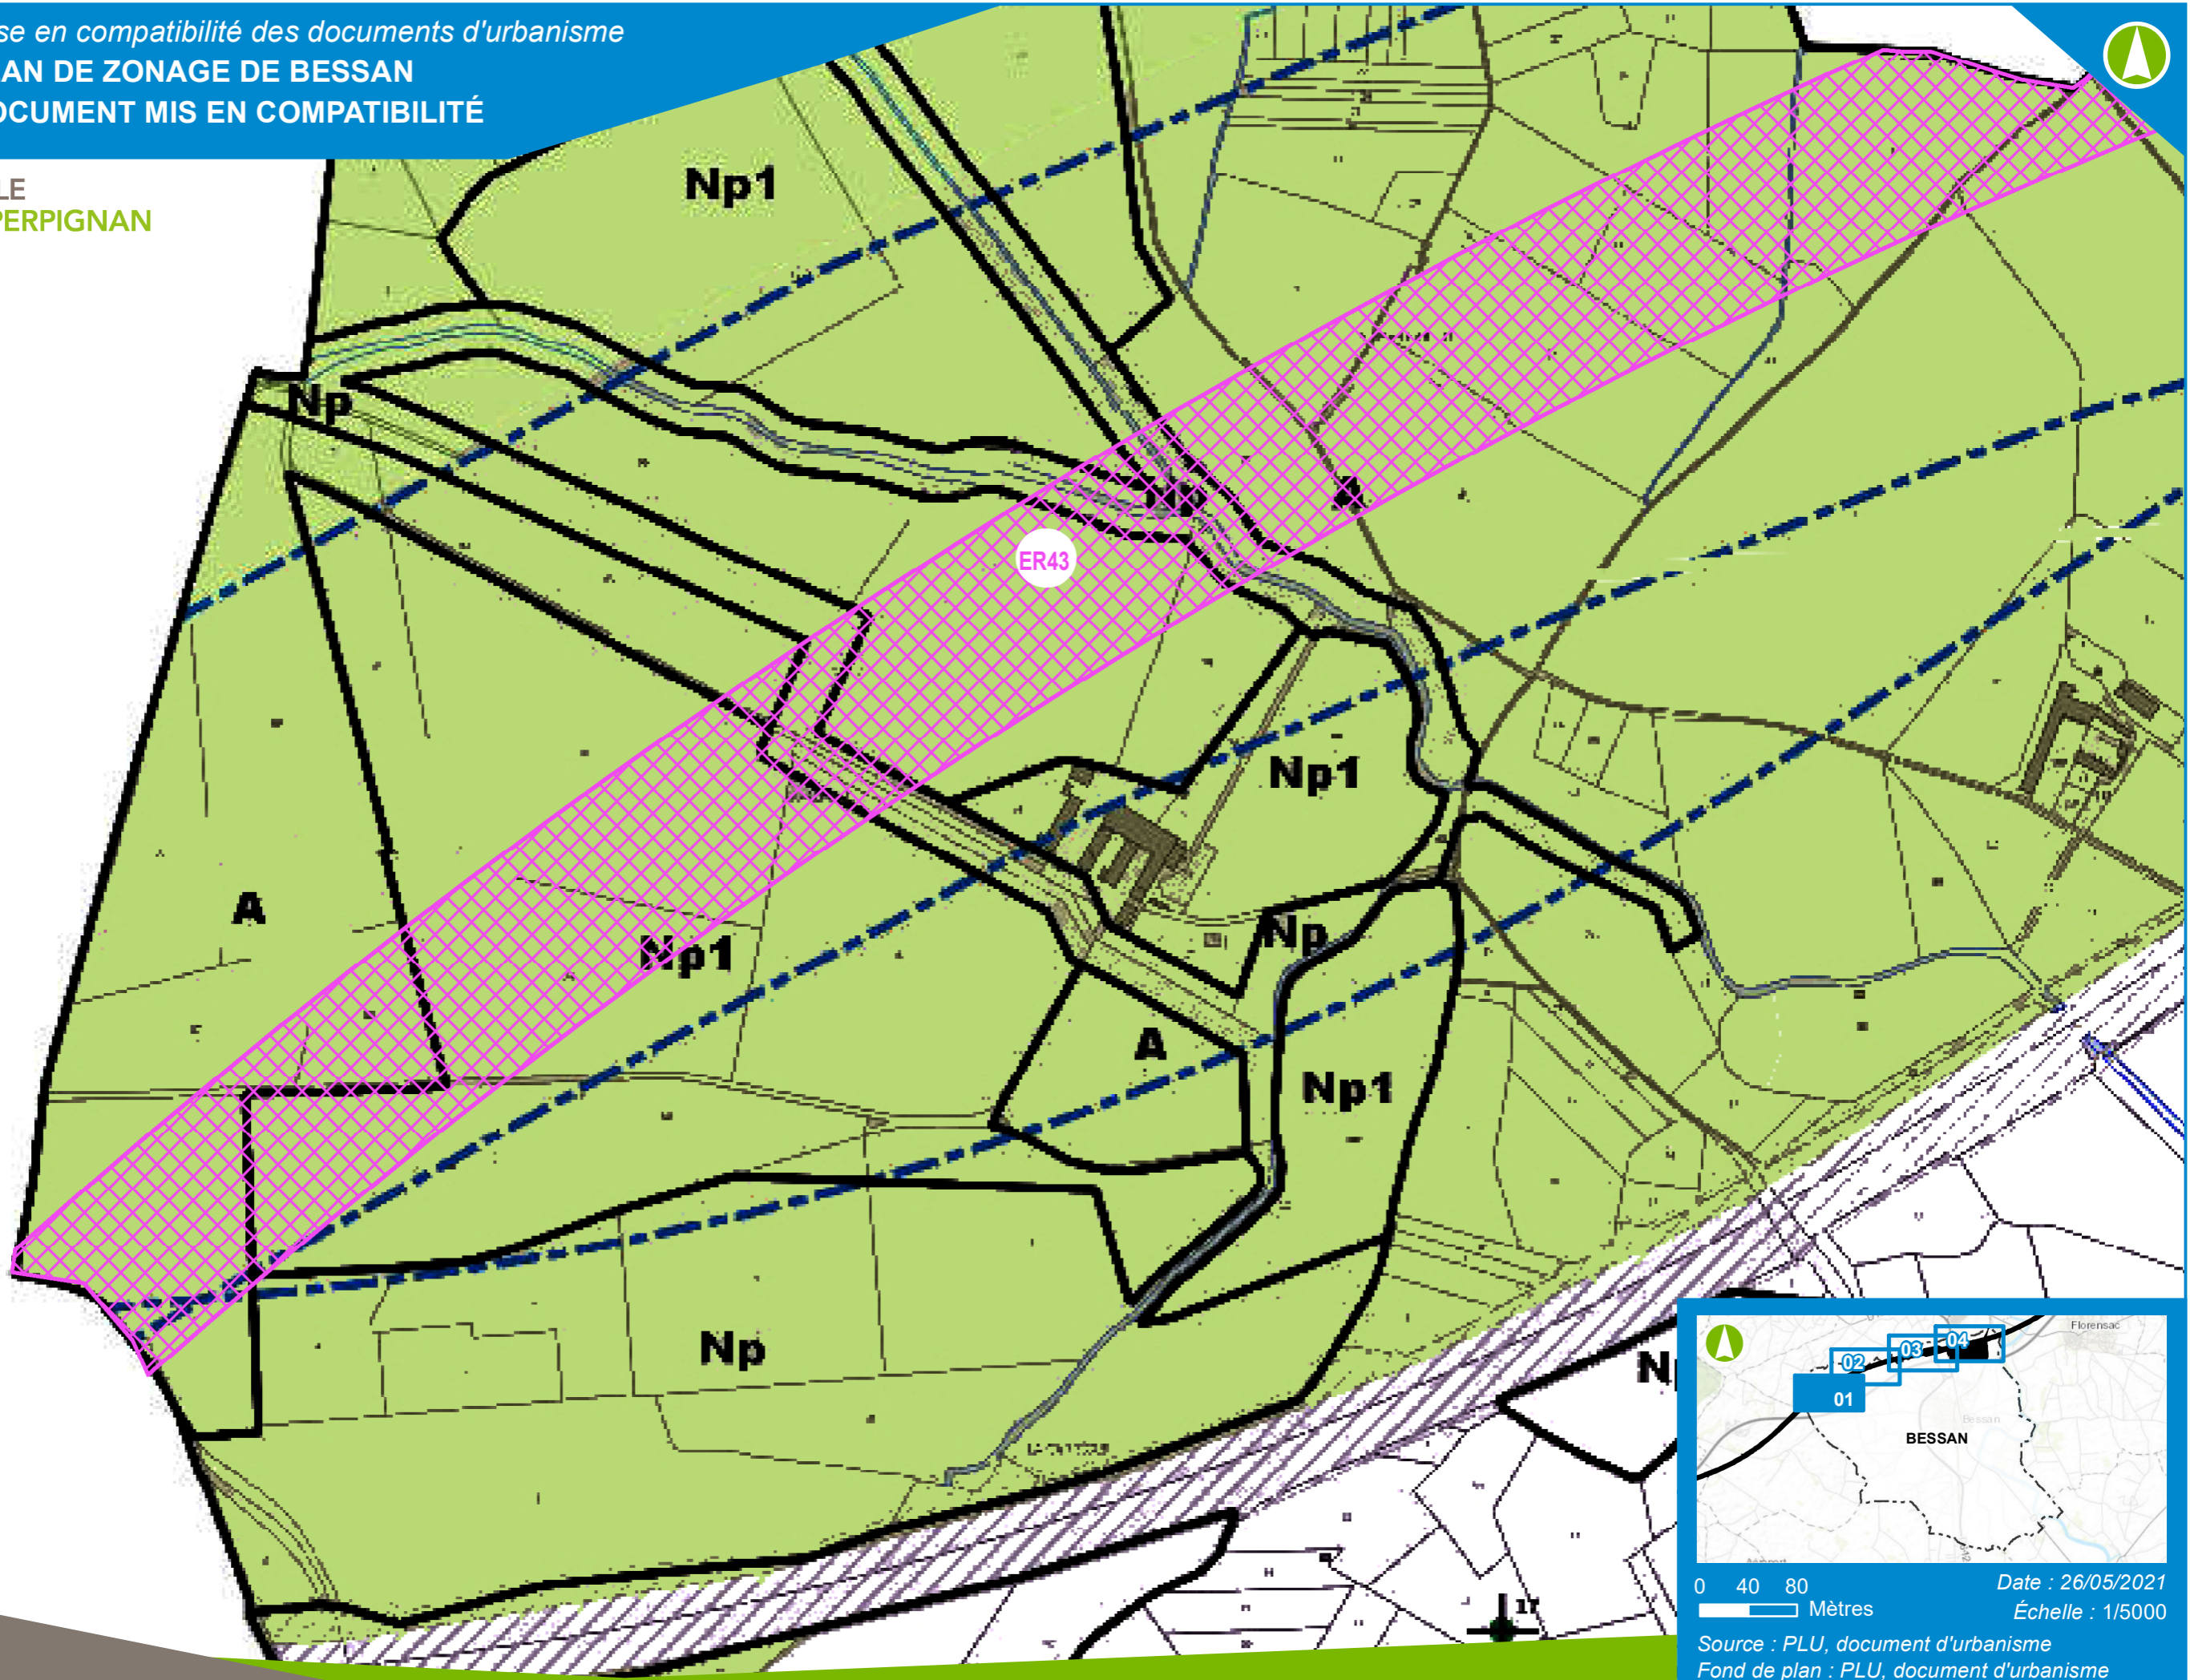 se en compatibilité des documents d'urbanisme
AN DE ZONAGE DE BESSAN
OCUMENT MIS EN COMPATIBILITÉ
LE
PERPIGNAN
Np1
Np
ER43
Np1
A
Np1
Np
A
Np1
Np
17
Florensac
04
03
02
01
Bessan
BESSAN
0 40 80
Mètres
Date : 26/05/2021
Échelle : 1/5000
Source : PLU, document d'urbanisme
Fond de plan : PLU, document d'urbanisme